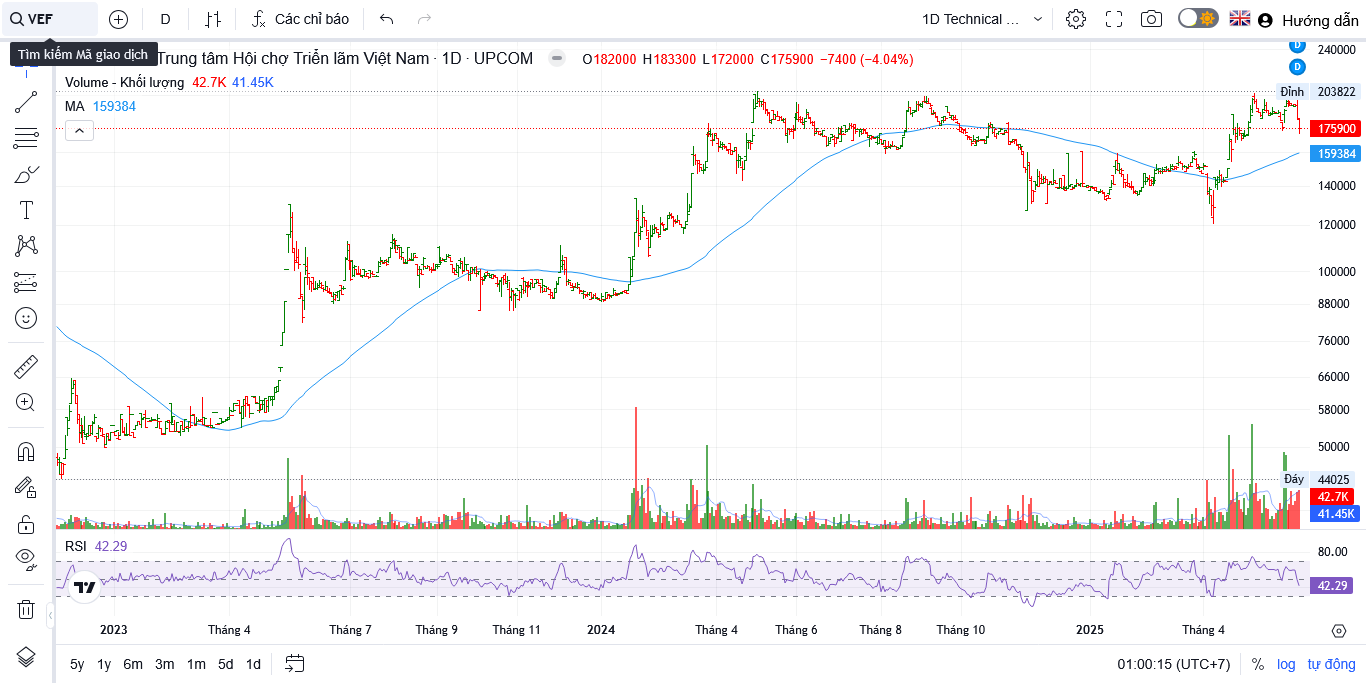 VEF D Các chỉ báo 1D Technical ... Hướng dẫn
Tìm kiếm Mã giao dịch
Trung tâm Hội chợ Triển lãm Việt Nam · 1D · UPCOM O182000 H183300 L172000 C175900 −7400 (−4.04%)
Volume - Khối lượng 42.7K 41.45K
MA 159384
D
D
240000
Đỉnh 203822
175900
159384
140000
120000
100000
88000
76000
66000
58000
50000
Đáy 44025
42.7K
41.45K
RSI 42.29
80.00
42.29
2023 Tháng 4 Tháng 7 Tháng 9 Tháng 11 2024 Tháng 4 Tháng 6 Tháng 8 Tháng 10 2025 Tháng 4
5y 1y 6m 3m 1m 5d 1d 01:00:15 (UTC+7) % log tự động